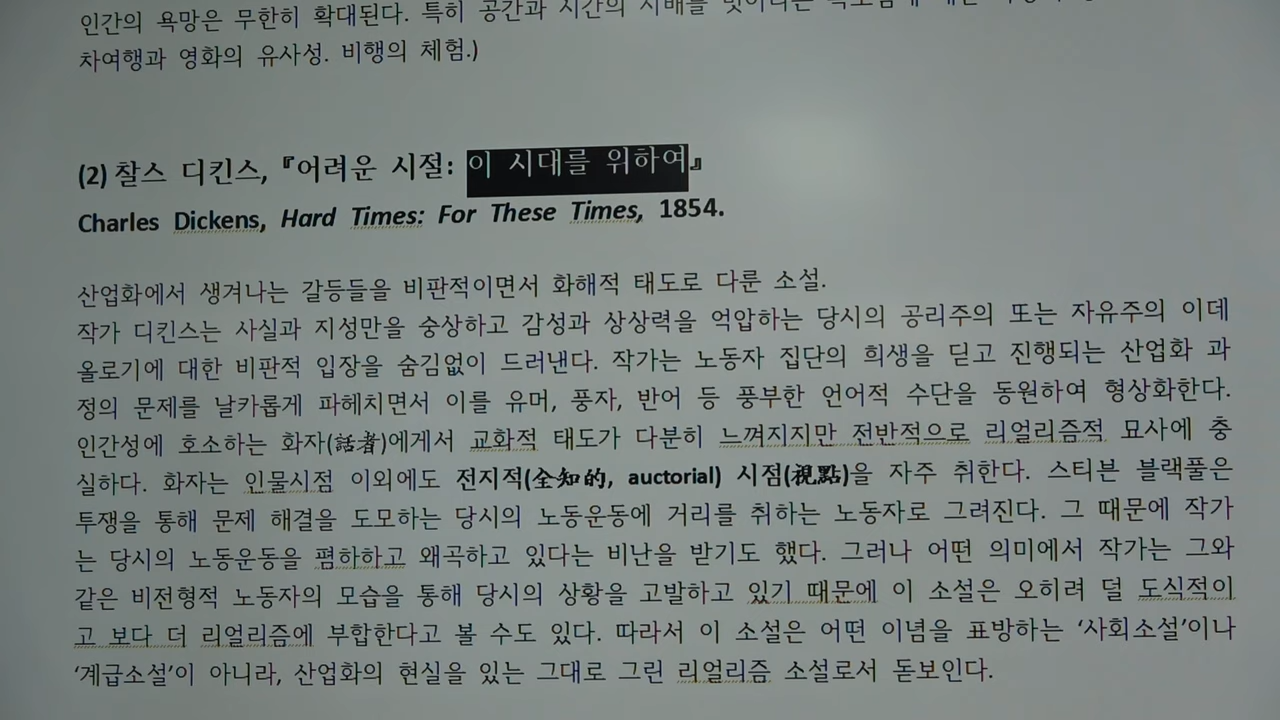 인간의 욕망은 무한히 확대된다. 특히 공간과 시간의 지배를
차여행과 영화의 유사성. 비행의 체험.)
(2) 찰스 디킨스, 『어려운 시절: 이 시대를 위하여』
Charles Dickens, Hard Times: For These Times, 1854.
산업화에서 생겨나는 갈등들을 비판적이면서 화해적 태도로 다룬 소설.
작가 디킨스는 사실과 지성만을 숭상하고 감성과 상상력을 억압하는 당시의 공리주의 또는 자유주의 이데
올로기에 대한 비판적 입장을 숨김없이 드러낸다. 작가는 노동자 집단의 희생을 딛고 진행되는 산업화 과
정의 문제를 날카롭게 파헤치면서 이를 유머, 풍자, 반어 등 풍부한 언어적 수단을 동원하여 형상화한다.
인간성에 호소하는 화자(話者)에게서 교화적 태도가 다분히 느껴지지만 전반적으로 리얼리즘적 묘사에 충
실하다. 화자는 인물시점 이외에도 전지적(全知的, auctorial) 시점(視點)을 자주 취한다. 스티븐 블랙풀은
투쟁을 통해 문제 해결을 도모하는 당시의 노동운동에 거리를 취하는 노동자로 그려진다. 그 때문에 작가
는 당시의 노동운동을 폄하하고 왜곡하고 있다는 비난을 받기도 했다. 그러나 어떤 의미에서 작가는 그와
같은 비전형적 노동자의 모습을 통해 당시의 상황을 고발하고 있기 때문에 이 소설은 오히려 덜 도식적이
고 보다 더 리얼리즘에 부합한다고 볼 수도 있다. 따라서 이 소설은 어떤 이념을 표방하는 ‘사회소설’이나
‘계급소설’이 아니라, 산업화의 현실을 있는 그대로 그린 리얼리즘 소설로서 돋보인다.